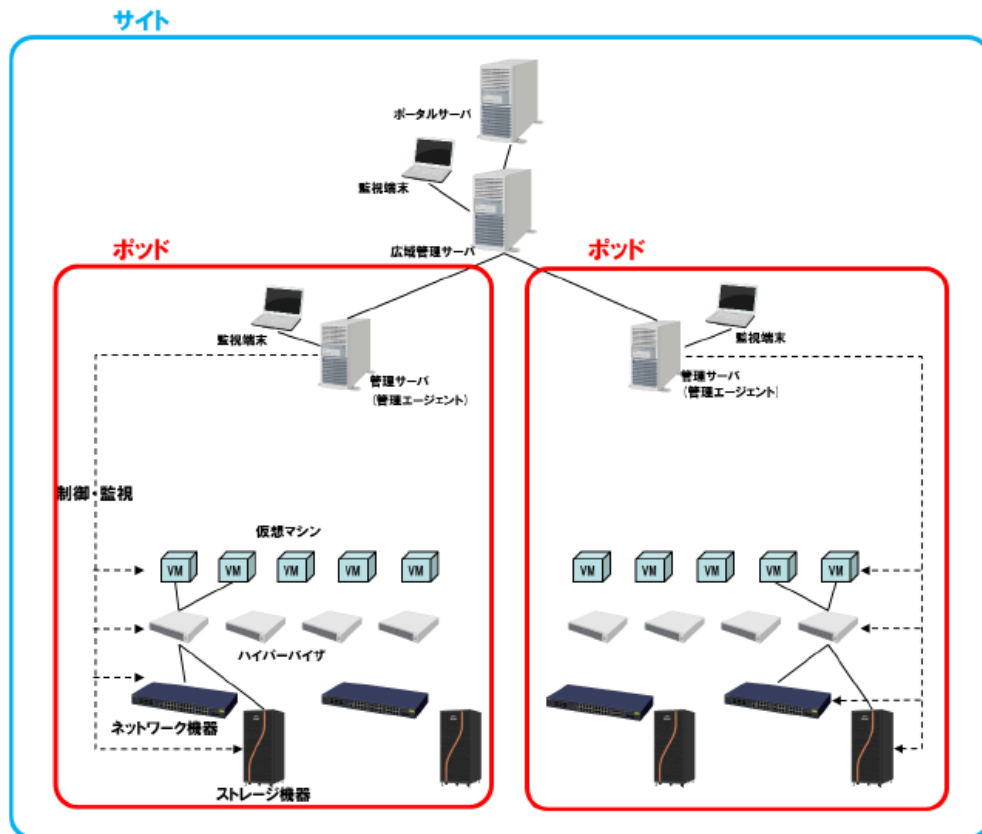 サイト
ポータルサーバ
監視端末
広域管理サーバ
ポッド
ポッド
監視端末
監視端末
管理サーバ
(管理エージェント)
管理サーバ
(管理エージェント)
制御・監視
仮想マシン
VM
VM
VM
VM
VM
VM
VM
VM
VM
VM
ハイパーバイザ
ネットワーク機器
ストレージ機器